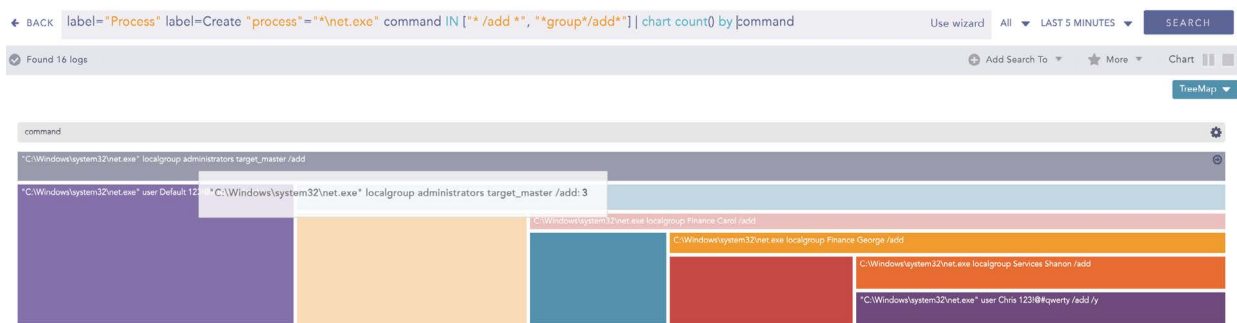 BACK label="Process" label=Create "process"="*\net.exe" command IN ["* /add *", "*group*/add*"] | chart count() by command Use wizard All LAST 5 MINUTES SEARCH
Found 16 logs Add Search To More Chart
TreeMap
command
"C:\Windows\system32\net.exe" localgroup administrators target_master /add
"C:\Windows\system32\net.exe" user Default
"C:\Windows\system32\net.exe" localgroup administrators target_master /add: 3
C:\Windows\system32\net.exe localgroup Finance Carol /add
C:\Windows\system32\net.exe localgroup Finance George /add
C:\Windows\system32\net.exe localgroup Services Shanon /add
"C:\Windows\system32\net.exe" user Chris 123!@#qwerty /add /y